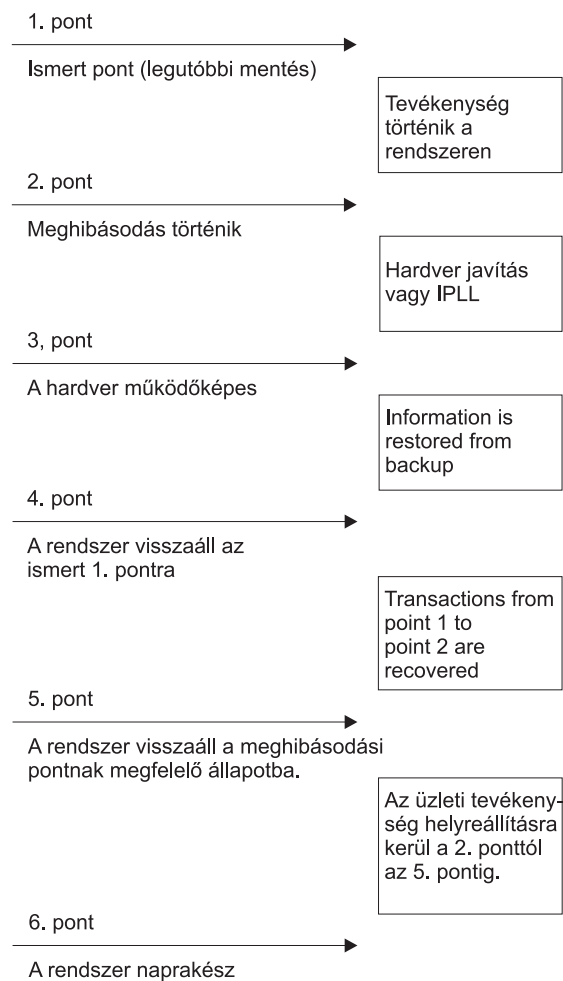 1. pont
Ismert pont (legutóbbi mentés)
Tevékenység
történik a
rendszeren
2. pont
Meghibásodás történik
Hardver javítás
vagy IPLL
3, pont
A hardver működőképes
Information is
restored from
backup
4. pont
A rendszer visszaáll az
ismert 1. pontra
Transactions from
point 1 to
point 2 are
recovered
5. pont
A rendszer visszaáll a meghibásodási
pontnak megfelelő állapotba.
Az üzleti tevékeny-
ség helyreállításra
kerül a 2. ponttól
az 5. pontig.
6. pont
A rendszer naprakész